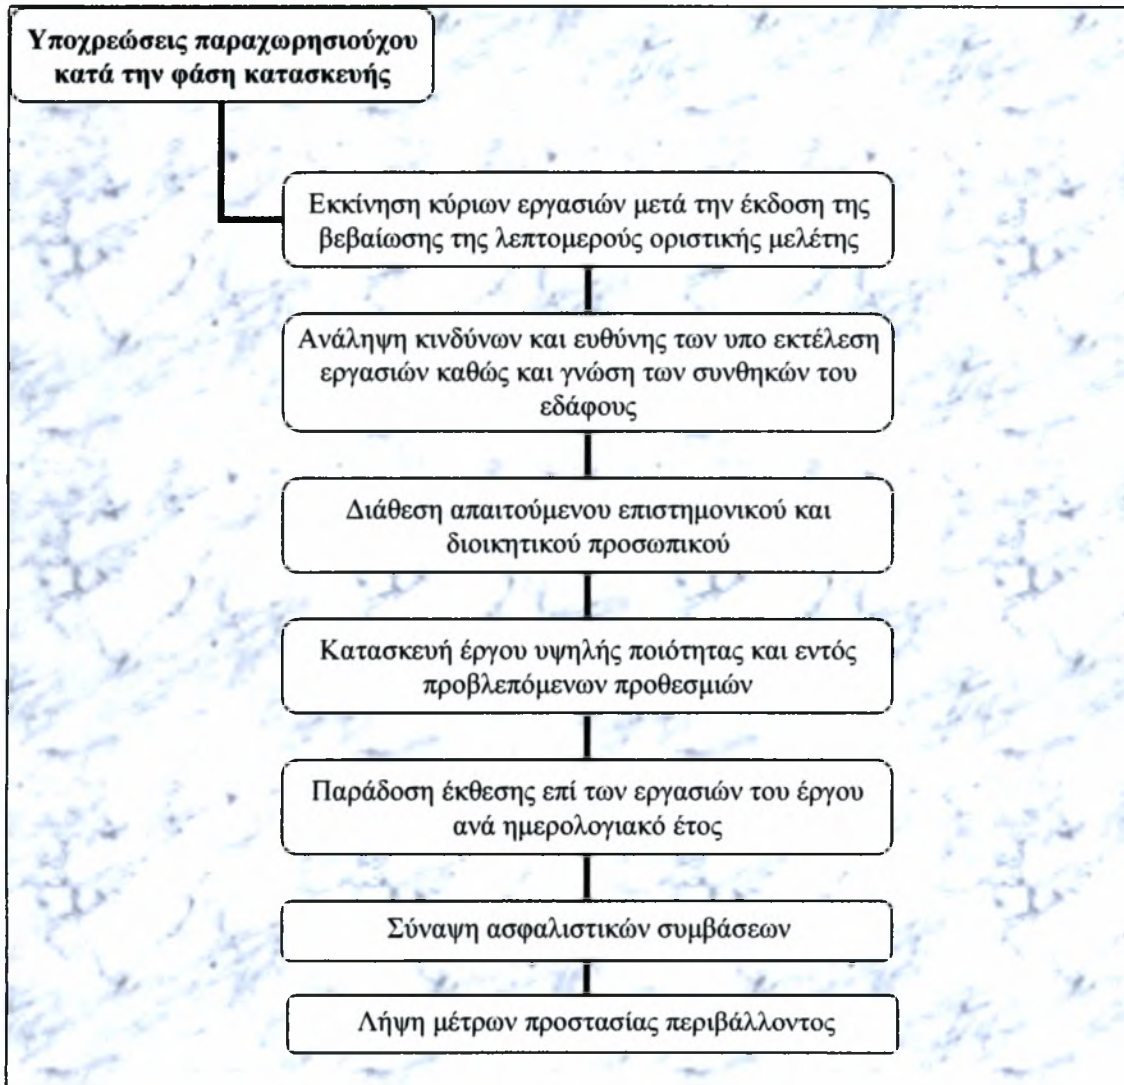 Υποχρεώσεις παραχωρησιούχου
κατά την φάση κατασκευής
Εκκίνηση κύριων εργασιών μετά την έκδοση της
βεβαίωσης της λεπτομερούς οριστικής μελέτης
Ανάληψη κινδύνων και ευθύνης των υπο εκτέλεση
εργασιών καθώς και γνώση των συνθηκών του
εδάφους
Διάθεση απαιτούμενου επιστημονικού και
διοικητικού προσωπικού
Κατασκευή έργου υψηλής ποιότητας και εντός
προβλεπόμενων προθεσμιών
Παράδοση έκθεσης επί των εργασιών του έργου
ανά ημερολογιακό έτος
Σύναψη ασφαλιστικών συμβάσεων
Λήψη μέτρων προστασίας περιβάλλοντος